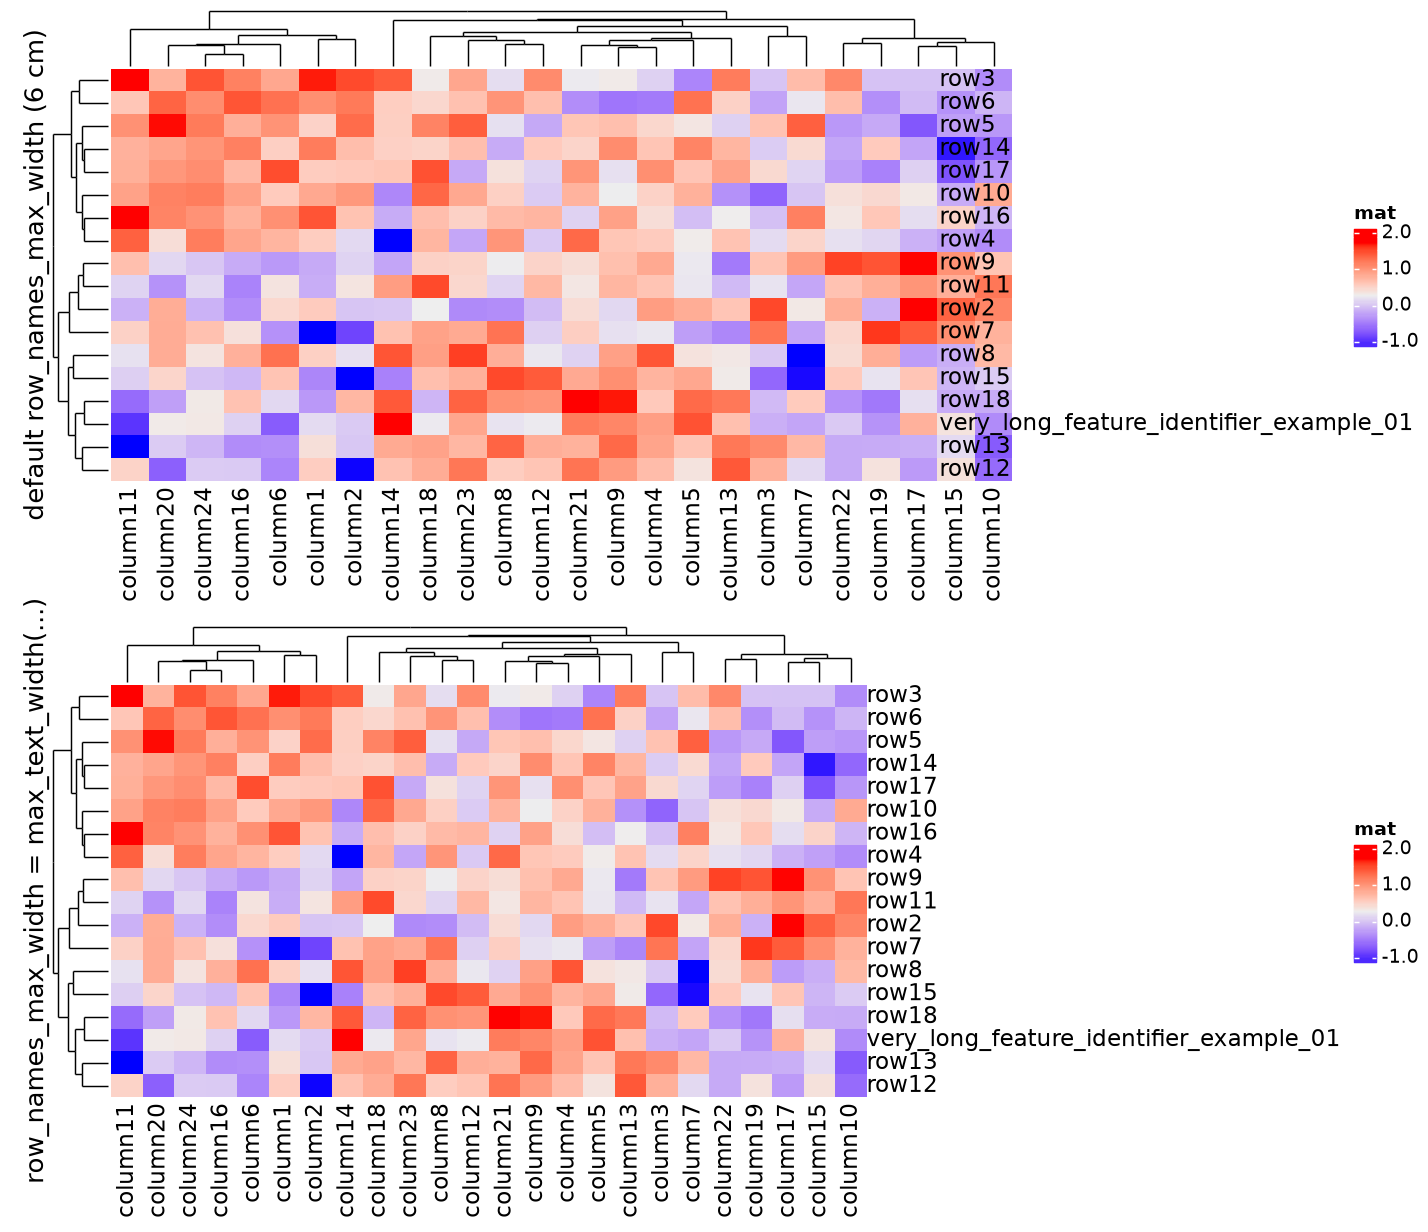 default row_names_max_width (6 cm)
row3
row6
row5
row14
row17
row10
row16
row4
row9
row11
row2
row7
row8
row15
row18
very_long_feature_identifier_example_01
row13
row12
column11
column20
column24
column16
column6
column1
column2
column14
column18
column23
column8
column12
column21
column9
column4
column5
column13
column3
column7
column22
column19
column17
column15
column10
mat
2.0
1.0
0.0
-1.0
row_names_max_width = max_text_width(...)
row3
row6
row5
row14
row17
row10
row16
row4
row9
row11
row2
row7
row8
row15
row18
very_long_feature_identifier_example_01
row13
row12
column11
column20
column24
column16
column6
column1
column2
column14
column18
column23
column8
column12
column21
column9
column4
column5
column13
column3
column7
column22
column19
column17
column15
column10
mat
2.0
1.0
0.0
-1.0